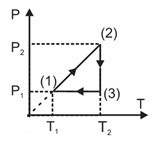 P
(2)
P₂
(1)
(3)
P₁
T
T₁
T₂